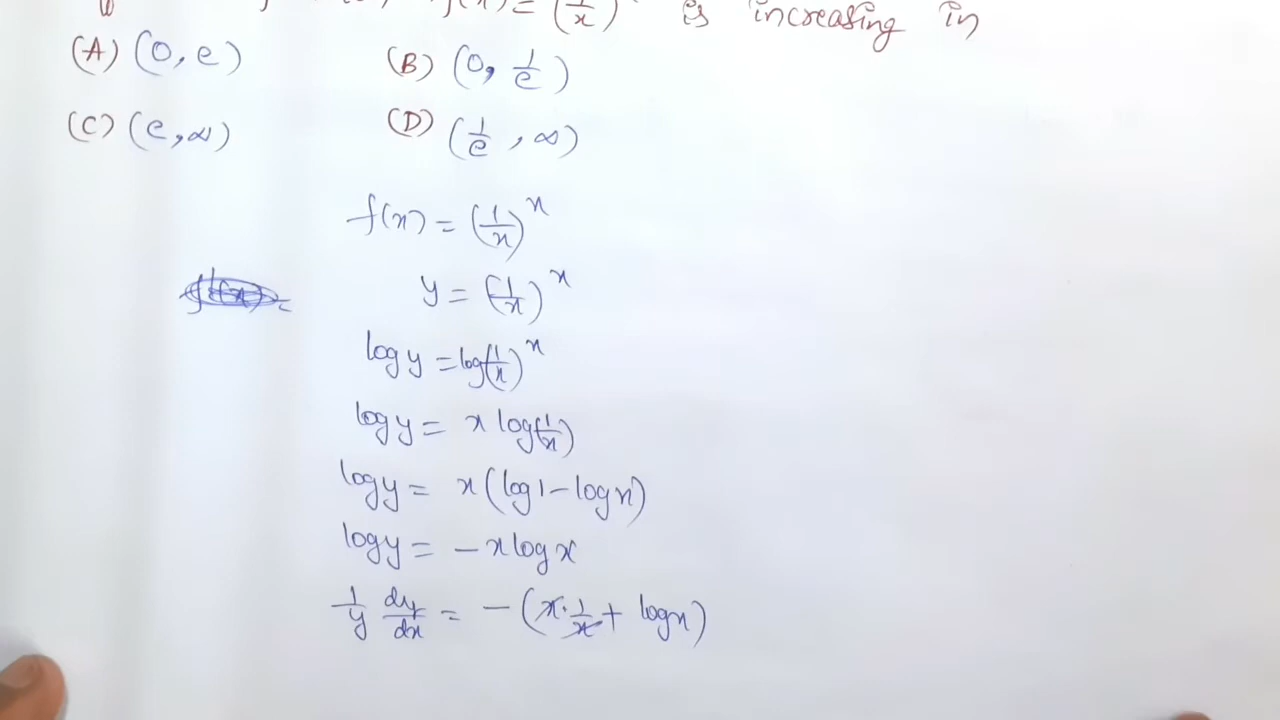 f(x) = (1/x) is increasing in
(A) (0, e) (B) (0, 1/e)
(C) (e, ∞) (D) (1/e, ∞)
f(x) = (1/x)^x
y = (1/x)^x
log y = log(1/x)^x
log y = x log(1/x)
log y = x(log 1 - log x)
log y = - x log x
1/y dy/dx = - (x · 1/x + log x)